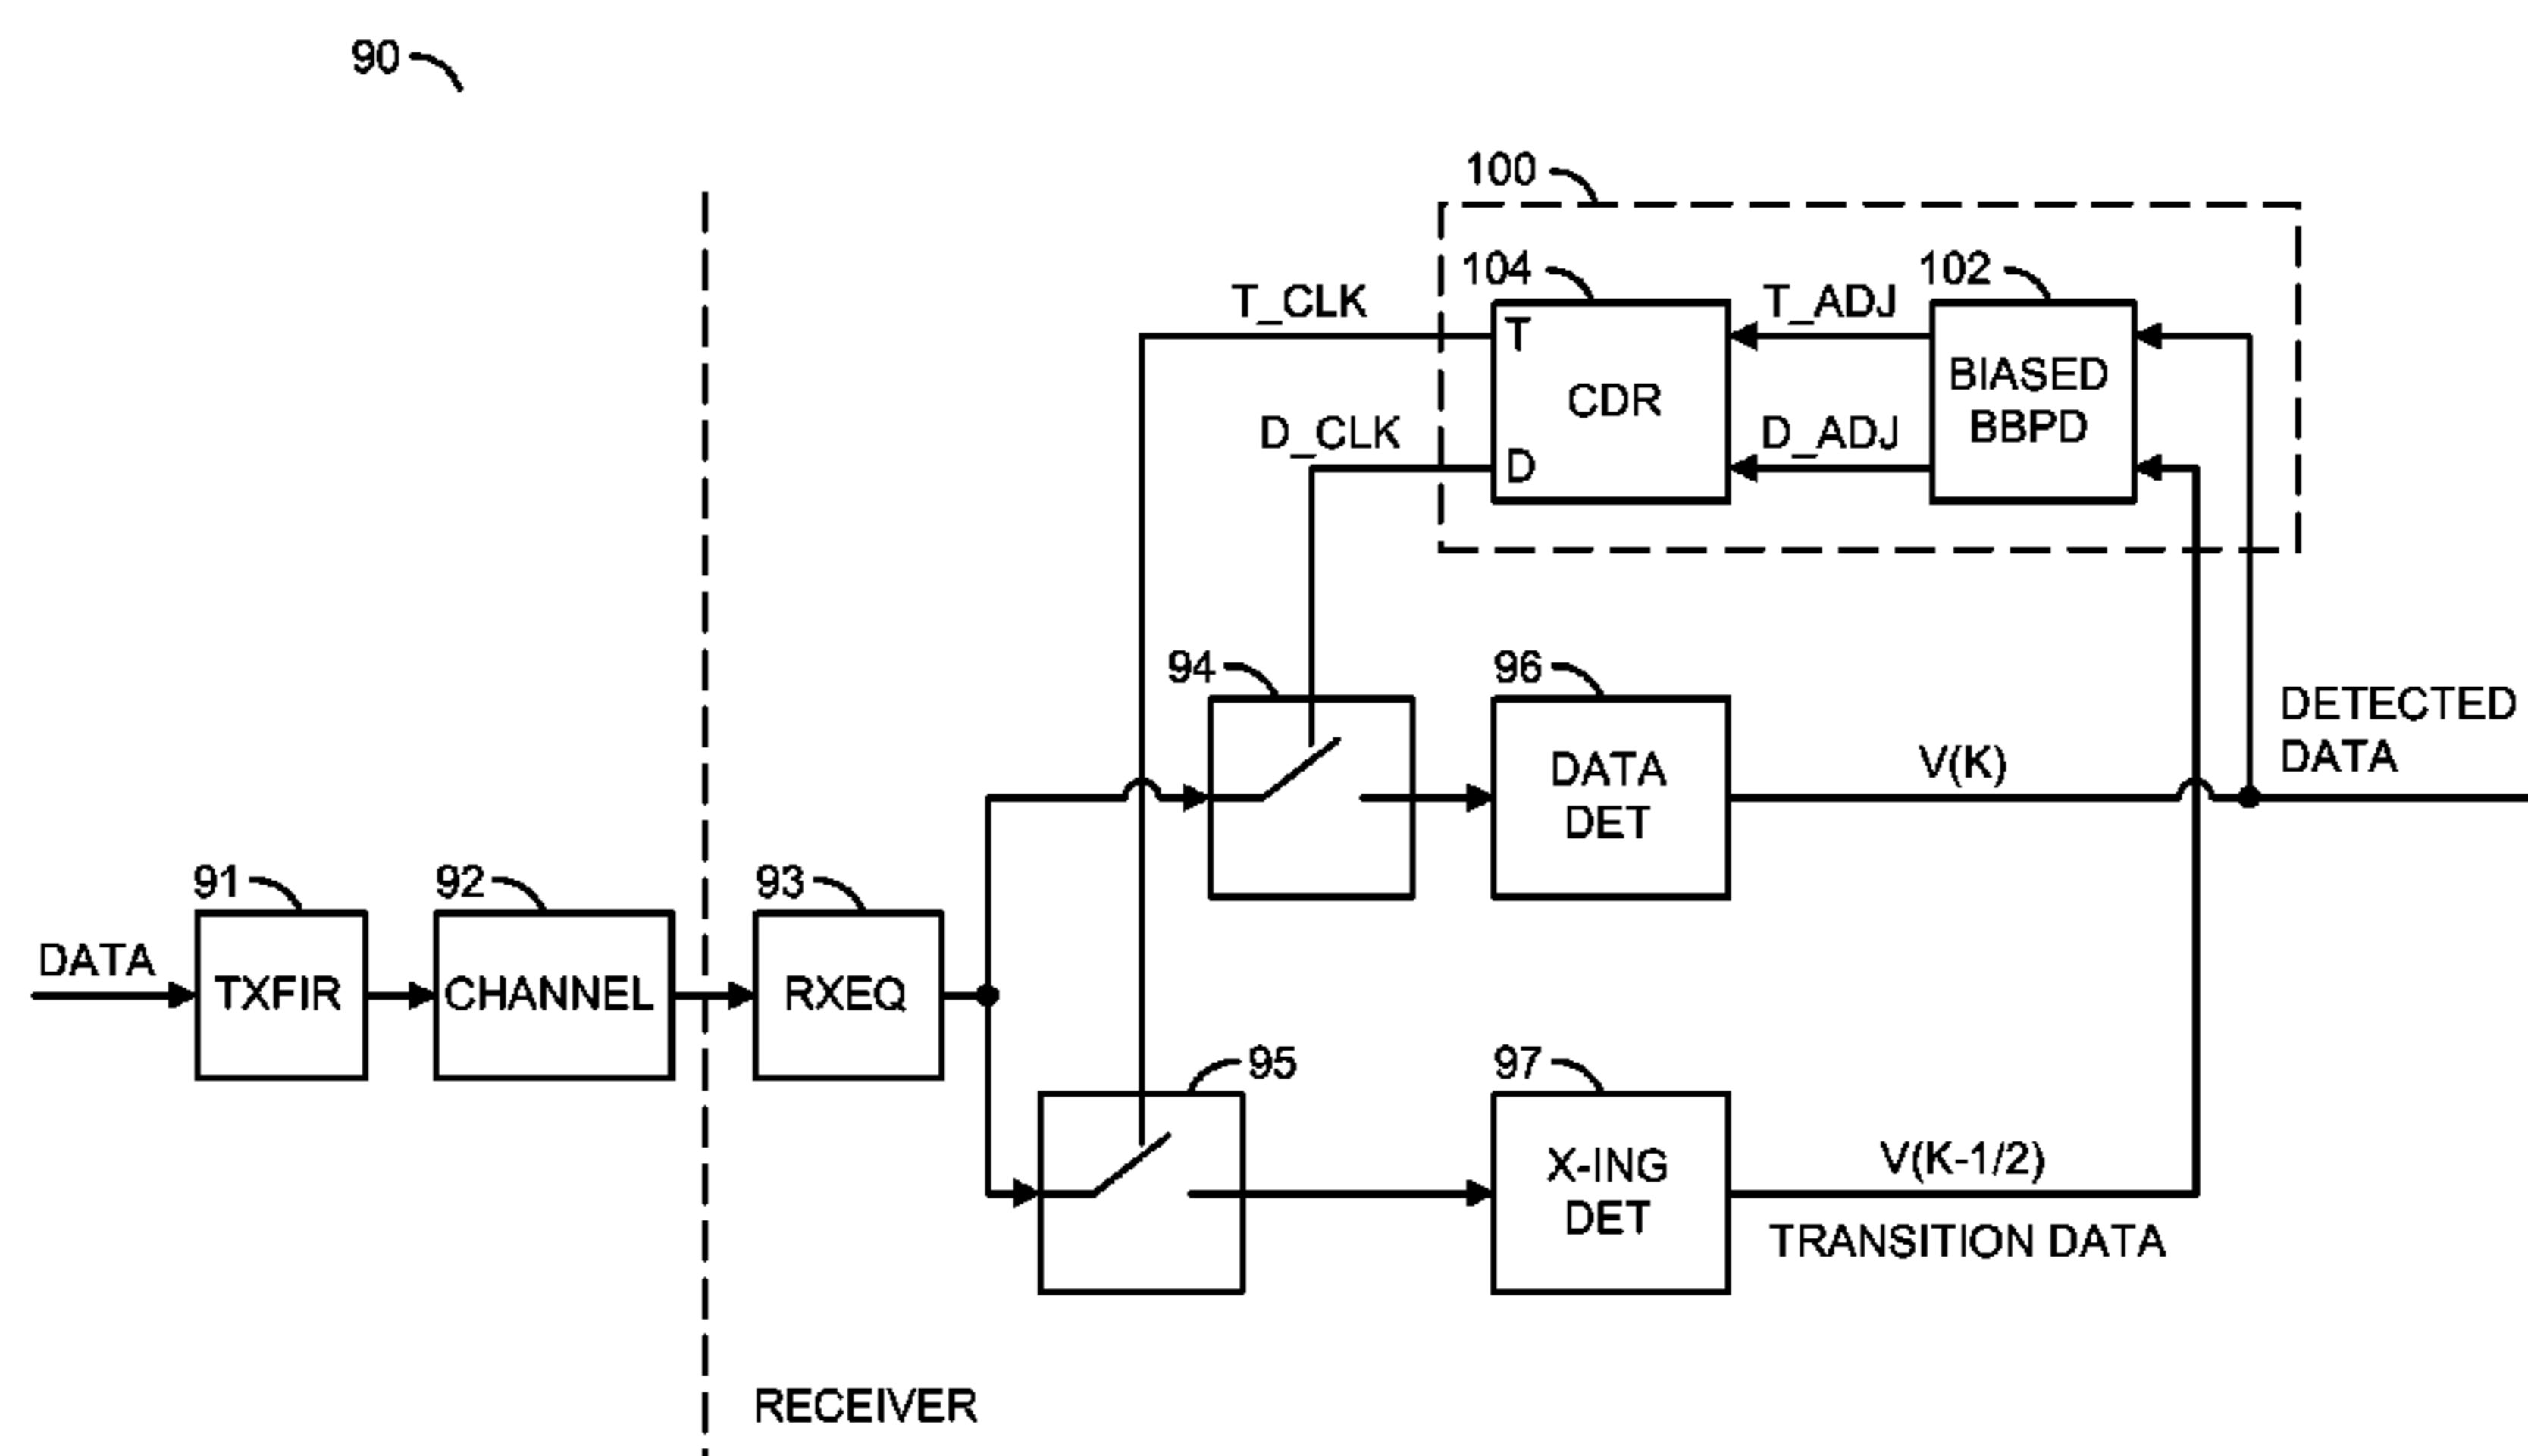 90
100
104
102
T_CLK
T_ADJ
T
BIASED
BBPD
CDR
D_CLK
D_ADJ
D
94
96
DETECTED
DATA
V(K)
DATA
DET
91
92
93
DATA
TXFIR
CHANNEL
RXEQ
95
97
X-ING
DET
V(K-1/2)
TRANSITION DATA
RECEIVER